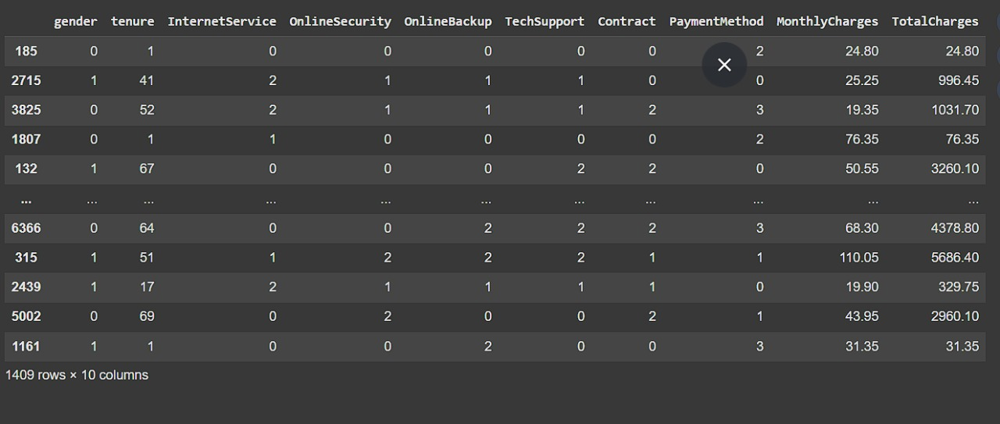 gender tenure InternetService OnlineSecurity OnlineBackup TechSupport Contract PaymentMethod MonthlyCharges TotalCharges
185 0 1 0 0 0 0 0 2 24.80 24.80
2715 1 41 2 1 1 1 0 0 25.25 996.45
3825 0 52 2 1 1 1 2 3 19.35 1031.70
1807 0 1 1 0 0 0 0 2 76.35 76.35
132 1 67 0 0 0 2 2 0 50.55 3260.10
... ... ... ... ... ... ... ... ... ... ...
6366 0 64 0 0 2 2 2 3 68.30 4378.80
315 1 51 1 2 2 2 1 1 110.05 5686.40
2439 1 17 2 1 1 1 1 0 19.90 329.75
5002 0 69 0 2 0 0 2 1 43.95 2960.10
1161 1 1 0 0 2 0 0 3 31.35 31.35
1409 rows × 10 columns